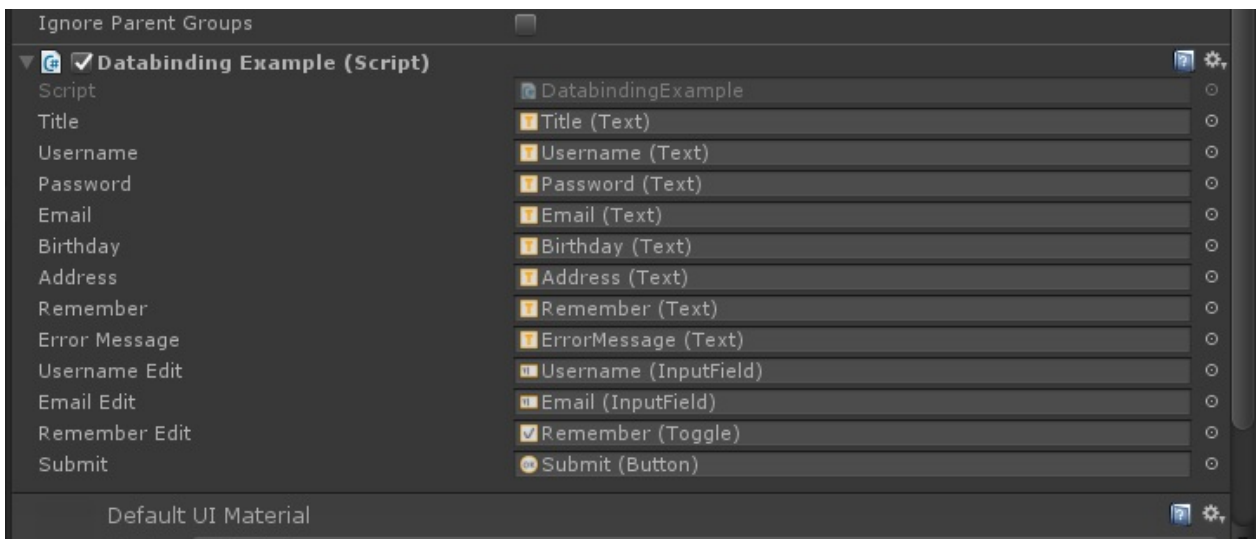 Ignore Parent Groups
Databinding Example (Script)
Script DatabindingExample
Title Title (Text)
Username Username (Text)
Password Password (Text)
Email Email (Text)
Birthday Birthday (Text)
Address Address (Text)
Remember Remember (Text)
Error Message ErrorMessage (Text)
Username Edit Username (InputField)
Email Edit Email (InputField)
Remember Edit Remember (Toggle)
Submit Submit (Button)
Default UI Material